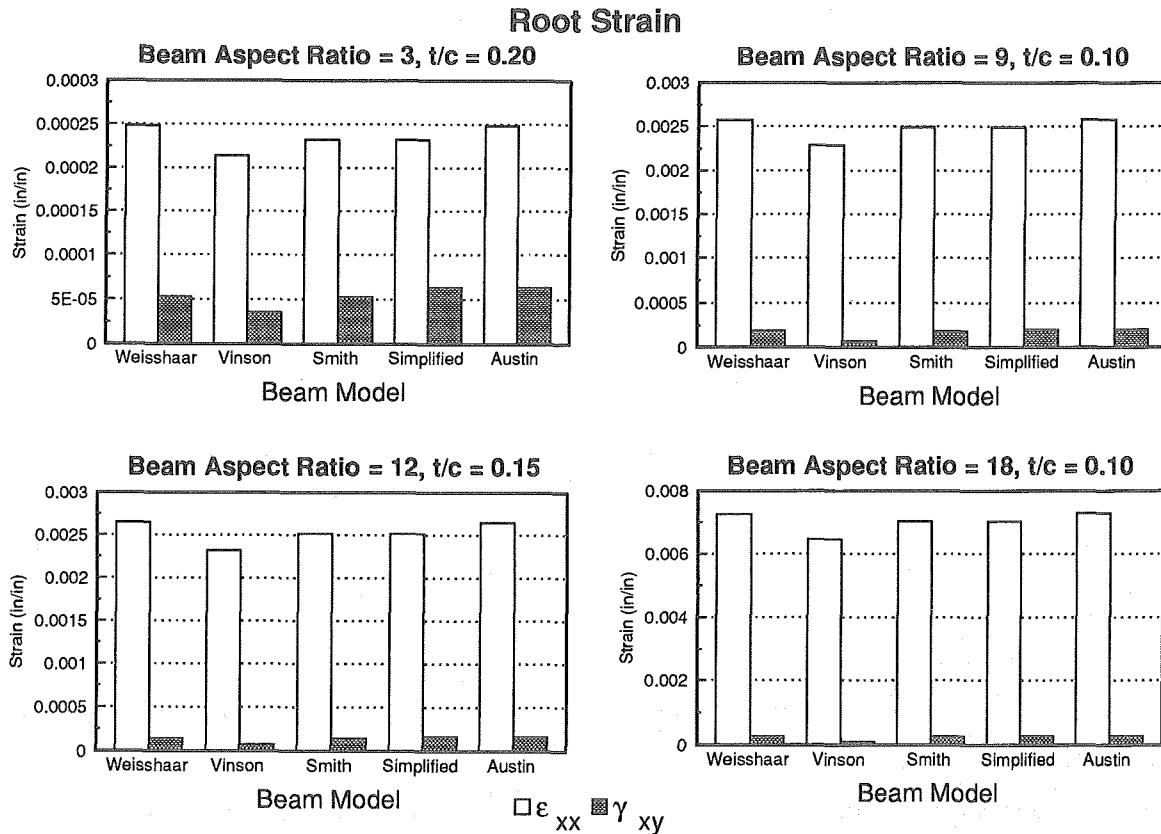 Root Strain
Beam Aspect Ratio = 3, t/c = 0.20
0.0003
0.00025
0.0002
0.00015
0.0001
5E-05
0
Strain (in/in)
Weisshaar Vinson Smith Simplified Austin
Beam Model
Beam Aspect Ratio = 9, t/c = 0.10
0.003
0.0025
0.002
0.0015
0.001
0.0005
0
Strain (in/in)
Weisshaar Vinson Smith Simplified Austin
Beam Model
Beam Aspect Ratio = 12, t/c = 0.15
0.003
0.0025
0.002
0.0015
0.001
0.0005
0
Strain (in/in)
Weisshaar Vinson Smith Simplified Austin
Beam Model
Beam Aspect Ratio = 18, t/c = 0.10
0.008
0.006
0.004
0.002
0
Strain (in/in)
Weisshaar Vinson Smith Simplified Austin
Beam Model
ε xx γ xy